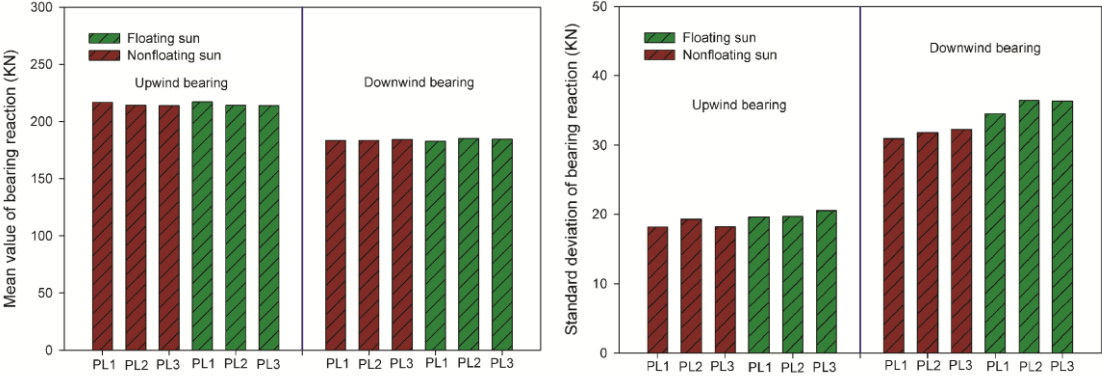 Mean value of bearing reaction (KN)
300
250
200
150
100
50
0
Floating sun
Nonfloating sun
Upwind bearing
Downwind bearing
PL1 PL2 PL3 PL1 PL2 PL3
PL1 PL2 PL3 PL1 PL2 PL3
Standard deviation of bearing reaction (KN)
50
40
30
20
10
0
Floating sun
Nonfloating sun
Downwind bearing
Upwind bearing
PL1 PL2 PL3 PL1 PL2 PL3
PL1 PL2 PL3 PL1 PL2 PL3